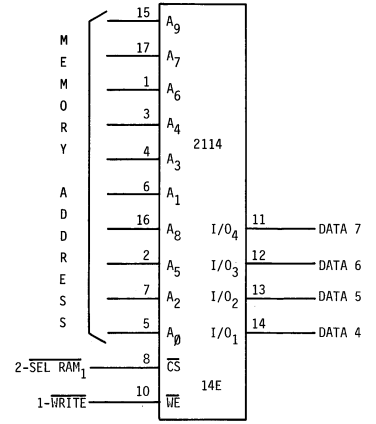 MEMORY ADDRESS
15 A9
17 A7
1 A6
3 A4
4 A3
6 A1
16 A8
2 A5
7 A2
5 A0
8 CS
10 WE
2-SEL RAM1
1-WRITE
2114
14E
I/O4 11 DATA 7
I/O3 12 DATA 6
I/O2 13 DATA 5
I/O1 14 DATA 4